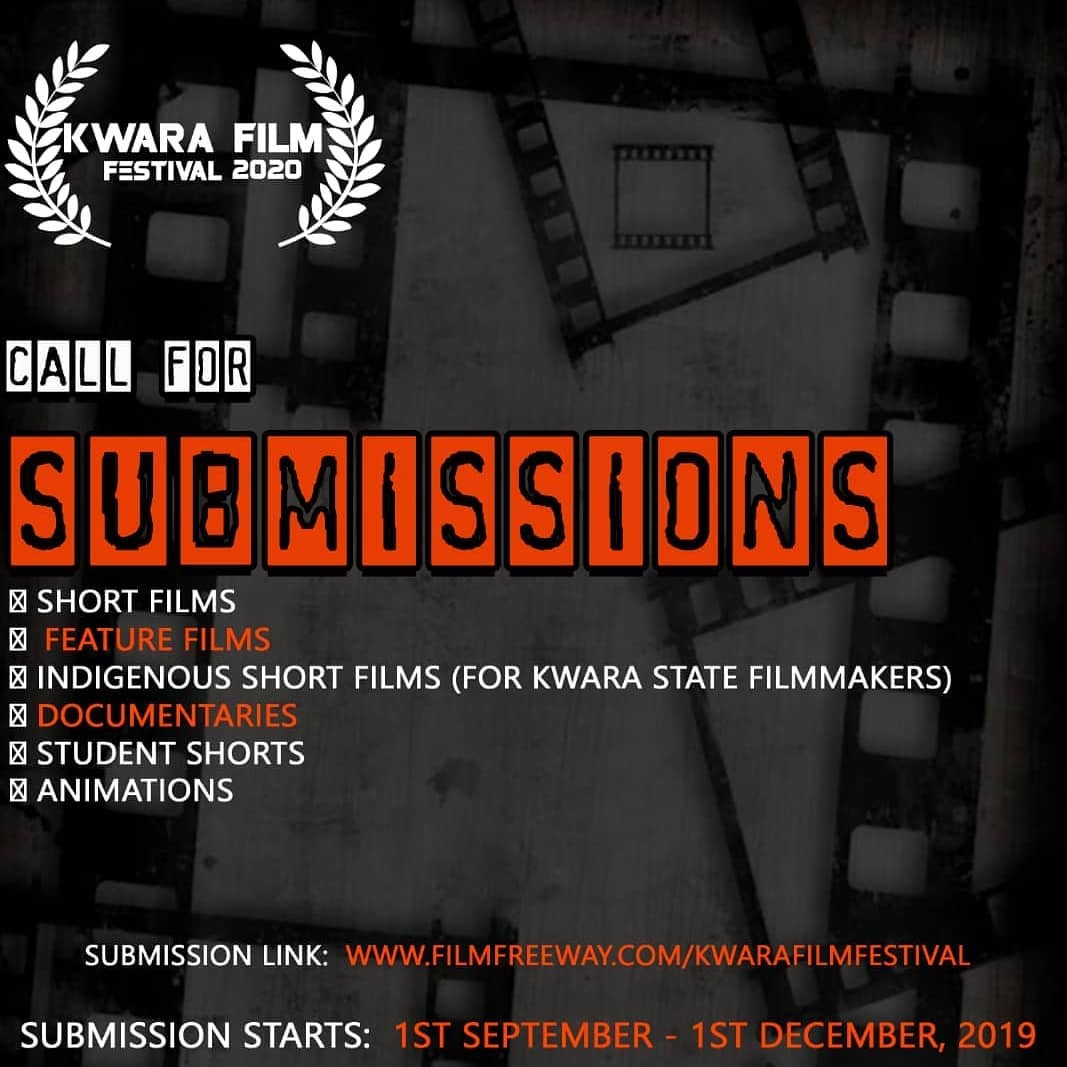 KWARA FILM
FESTIVAL 2020
CALL FOR
SUBMISSIONS
SHORT FILMS
FEATURE FILMS
INDIGENOUS SHORT FILMS (FOR KWARA STATE FILMMAKERS)
DOCUMENTARIES
STUDENT SHORTS
ANIMATIONS
SUBMISSION LINK: WWW.FILMFREEWAY.COM/KWARAFILMFESTIVAL
SUBMISSION STARTS: 1ST SEPTEMBER - 1ST DECEMBER, 2019